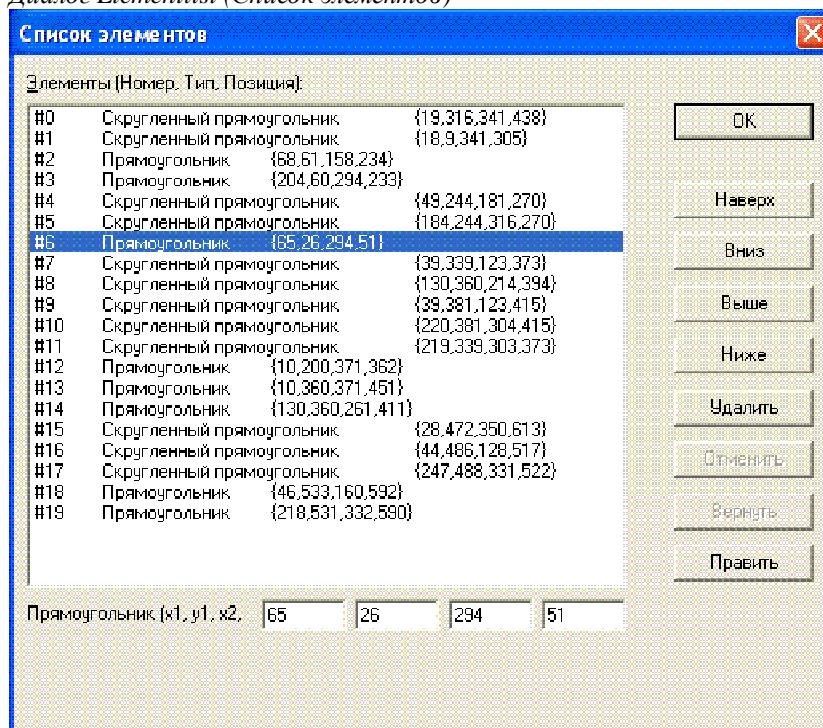 Диалог Elementlist (Список элементов)
Список элементов
Элементы (Номер, Тип, Позиция):
#0 Скругленный прямоугольник {19,316,341,438}
#1 Скругленный прямоугольник {18,9,341,305}
#2 Прямоугольник {68,61,158,234}
#3 Прямоугольник {204,60,294,233}
#4 Скругленный прямоугольник {49,244,181,270}
#5 Скругленный прямоугольник {184,244,316,270}
#6 Прямоугольник {65,26,294,51}
#7 Скругленный прямоугольник {39,339,123,373}
#8 Скругленный прямоугольник {130,360,214,394}
#9 Скругленный прямоугольник {39,381,123,415}
#10 Скругленный прямоугольник {220,381,304,415}
#11 Скругленный прямоугольник {219,339,303,373}
#12 Прямоугольник {10,200,371,362}
#13 Прямоугольник {10,360,371,451}
#14 Прямоугольник {130,360,261,411}
#15 Скругленный прямоугольник {28,472,350,613}
#16 Скругленный прямоугольник {44,486,128,517}
#17 Скругленный прямоугольник {247,488,331,522}
#18 Прямоугольник {46,533,160,592}
#19 Прямоугольник {218,531,332,590}
OK
Наверх
Вниз
Выше
Ниже
Удалить
Отменить
Вернуть
Править
Прямоугольник (x1, y1, x2, 65 26 294 51